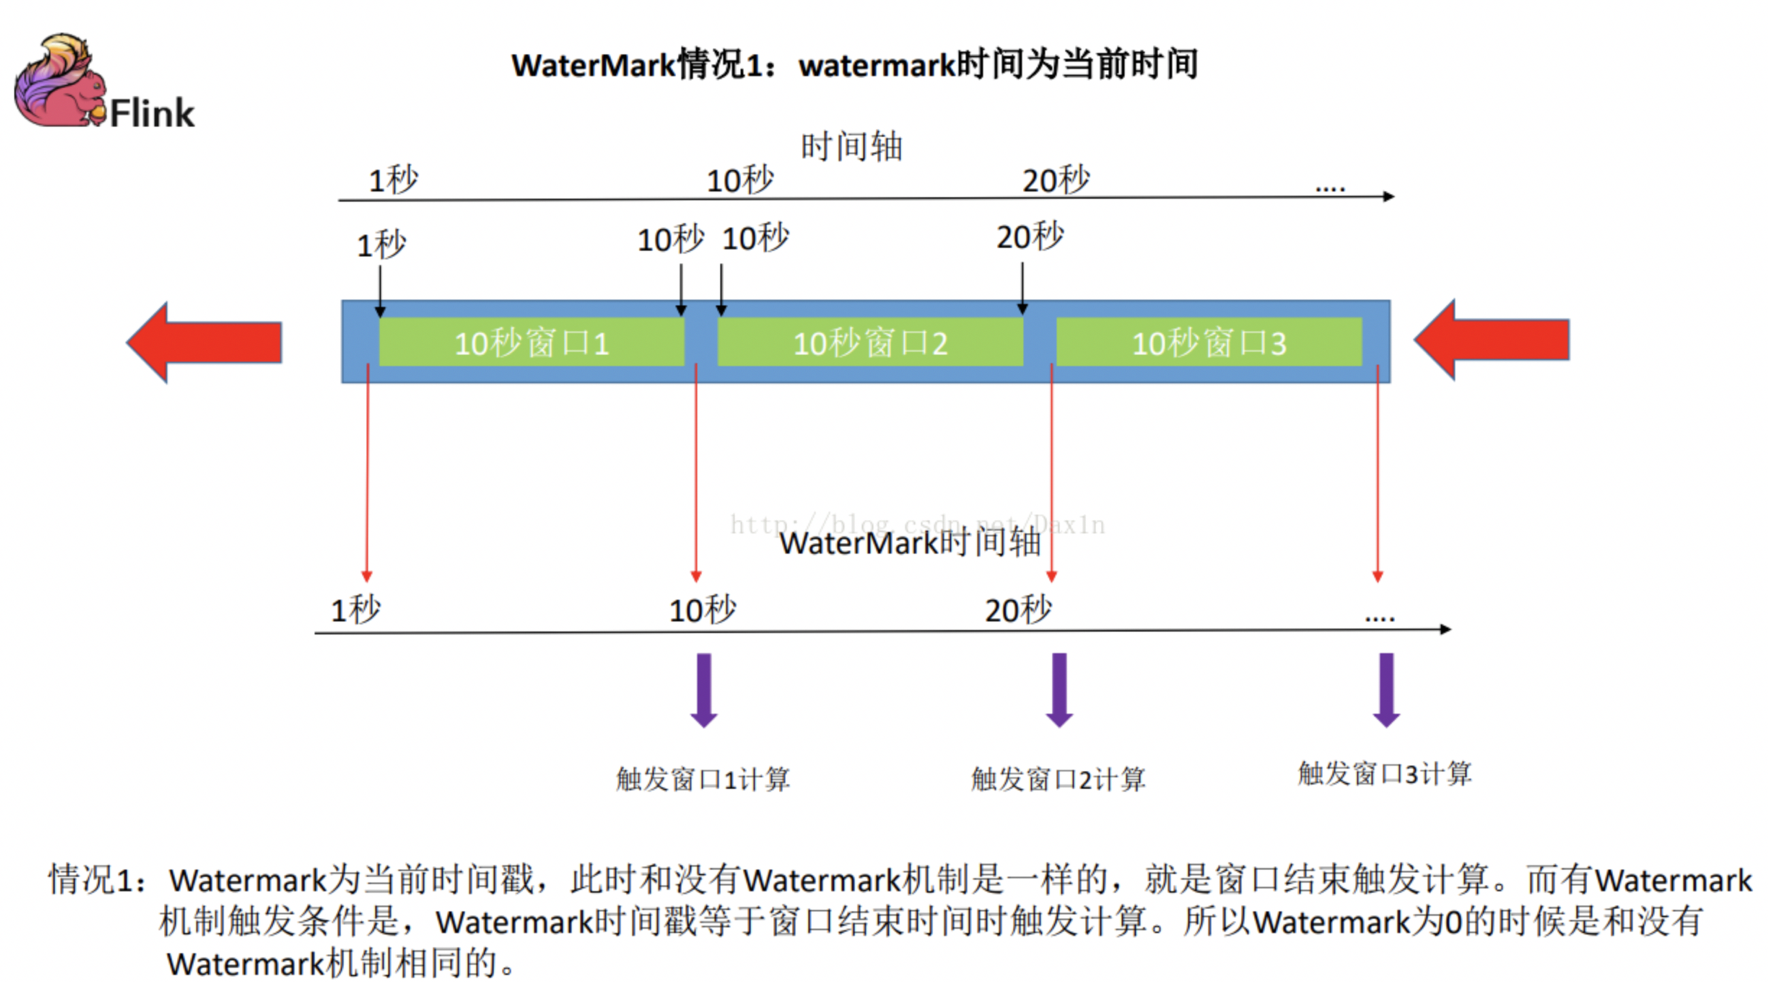 WaterMark情况1：watermark时间为当前时间
Flink
时间轴
1秒 10秒 20秒 ....
1秒 10秒 10秒 20秒
10秒窗口1 10秒窗口2 10秒窗口3
http://blog.csdn.net/Dax1n
WaterMark时间轴
1秒 10秒 20秒 ....
触发窗口1计算 触发窗口2计算 触发窗口3计算
情况1：Watermark为当前时间戳，此时和没有Watermark机制是一样的，就是窗口结束触发计算。而有Watermark
机制触发条件是，Watermark时间戳等于窗口结束时间时触发计算。所以Watermark为0的时候是和没有
Watermark机制相同的。